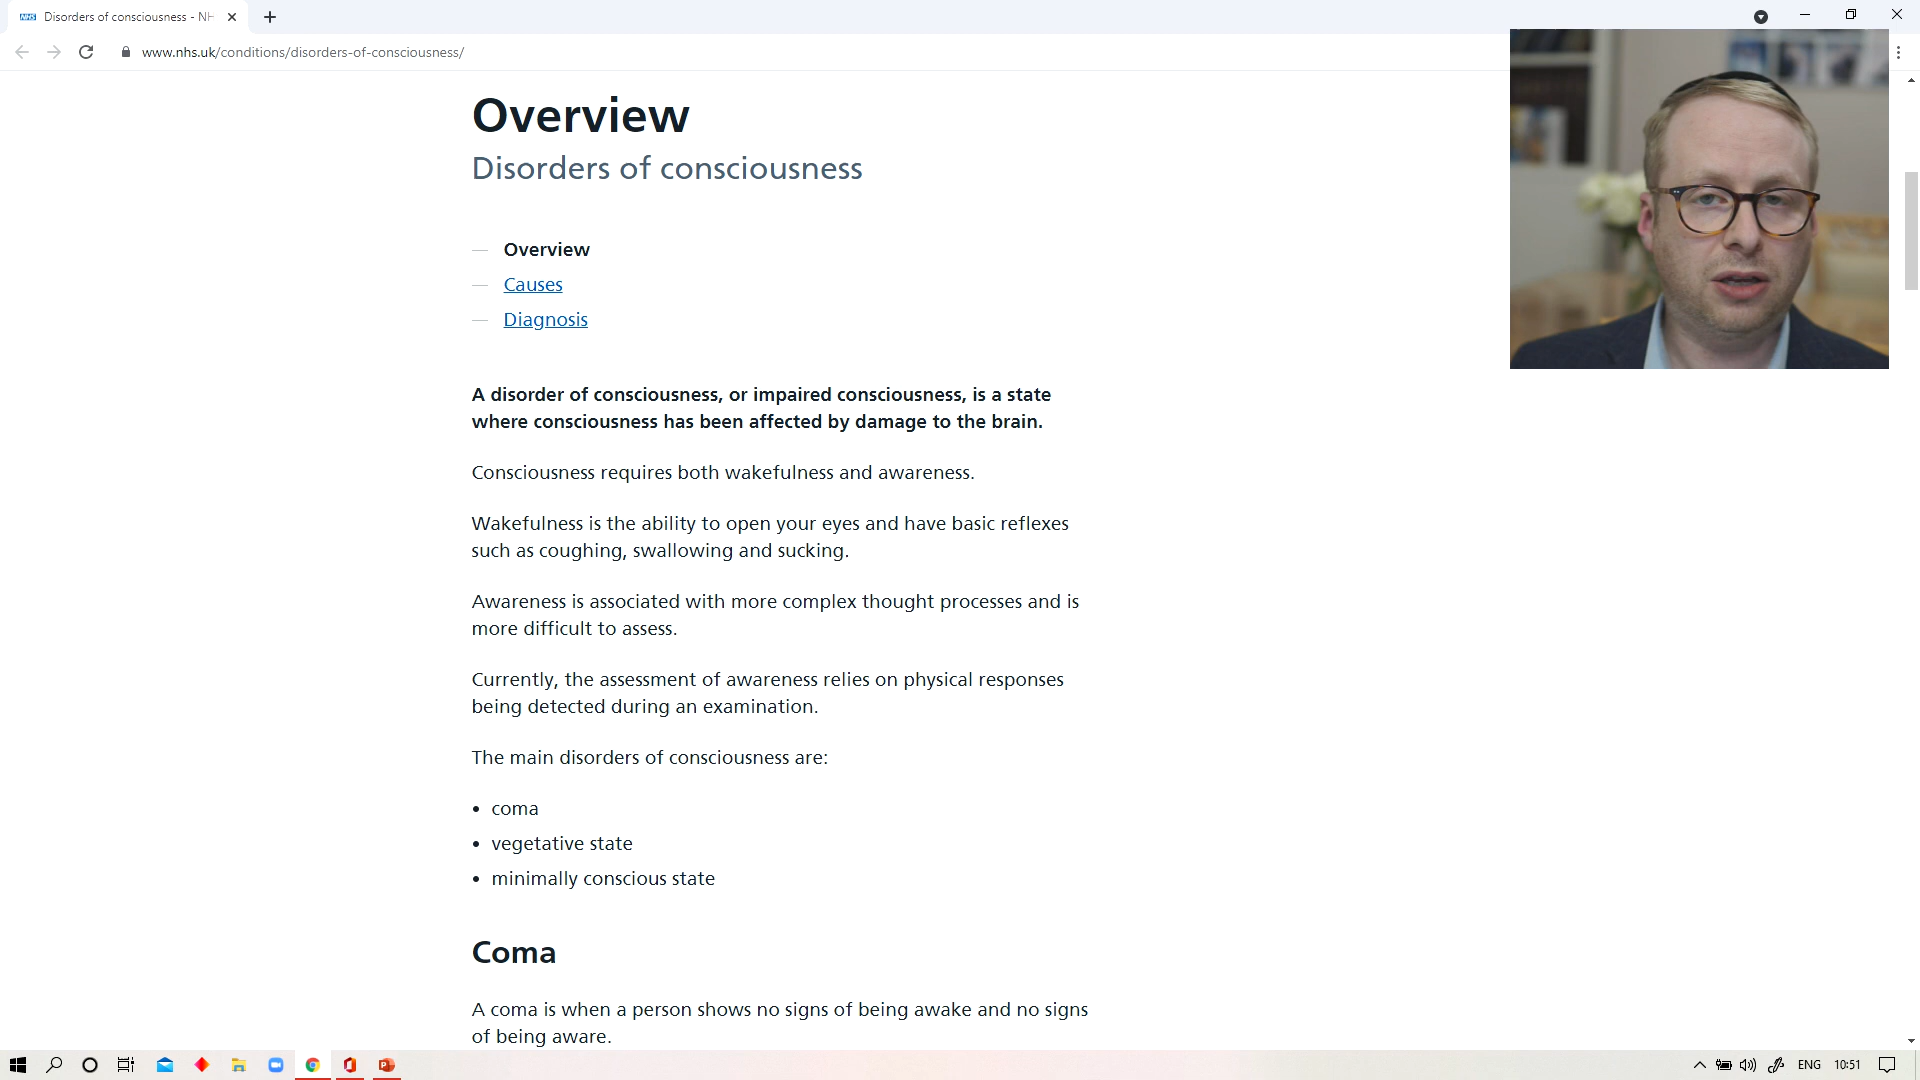 NHS Disorders of consciousness - NH
www.nhs.uk/conditions/disorders-of-consciousness/
Overview
Disorders of consciousness
— Overview
— Causes
— Diagnosis
A disorder of consciousness, or impaired consciousness, is a state
where consciousness has been affected by damage to the brain.
Consciousness requires both wakefulness and awareness.
Wakefulness is the ability to open your eyes and have basic reflexes
such as coughing, swallowing and sucking.
Awareness is associated with more complex thought processes and is
more difficult to assess.
Currently, the assessment of awareness relies on physical responses
being detected during an examination.
The main disorders of consciousness are:
• coma
• vegetative state
• minimally conscious state
Coma
A coma is when a person shows no signs of being awake and no signs
of being aware.
ENG 10:51